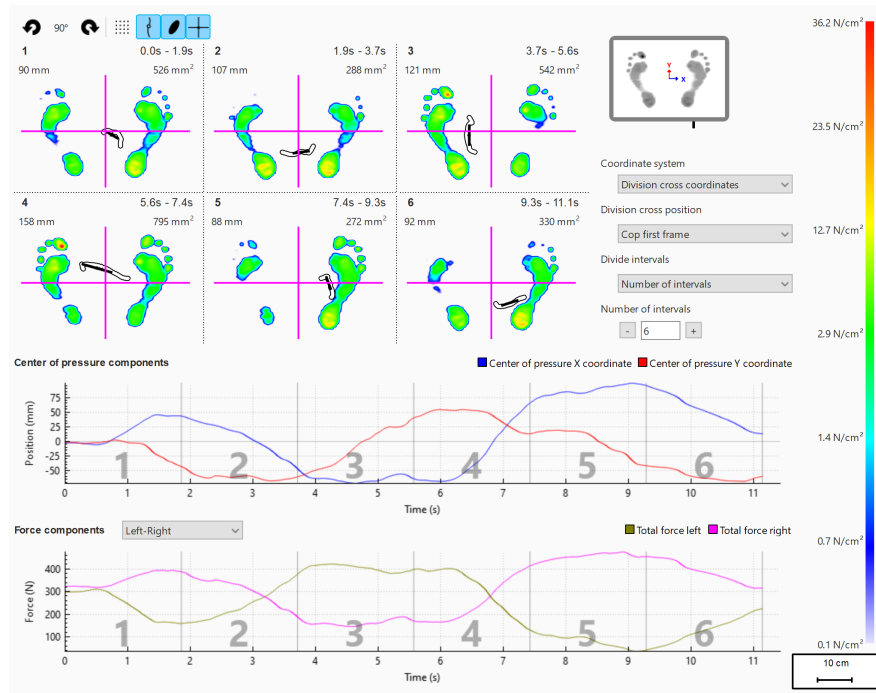 90°
1 0.0s - 1.9s
90 mm 526 mm²
2 1.9s - 3.7s
107 mm 288 mm²
3 3.7s - 5.6s
121 mm 542 mm²
4 5.6s - 7.4s
158 mm 795 mm²
5 7.4s - 9.3s
88 mm 272 mm²
6 9.3s - 11.1s
92 mm 330 mm²
Y
X
Coordinate system
Division cross coordinates
Division cross position
Cop first frame
Divide intervals
Number of intervals
Number of intervals
- 6 +
36.2 N/cm²
23.5 N/cm²
12.7 N/cm²
2.9 N/cm²
1.4 N/cm²
0.7 N/cm²
0.1 N/cm²
10 cm
Center of pressure components
Center of pressure X coordinate Center of pressure Y coordinate
Position (mm)
75
50
25
0
-25
-50
1 2 3 4 5 6
0 1 2 3 4 5 6 7 8 9 10 11
Time (s)
Force components Left-Right
Total force left Total force right
Force (N)
400
300
200
100
1 2 3 4 5 6
0 1 2 3 4 5 6 7 8 9 10 11
Time (s)